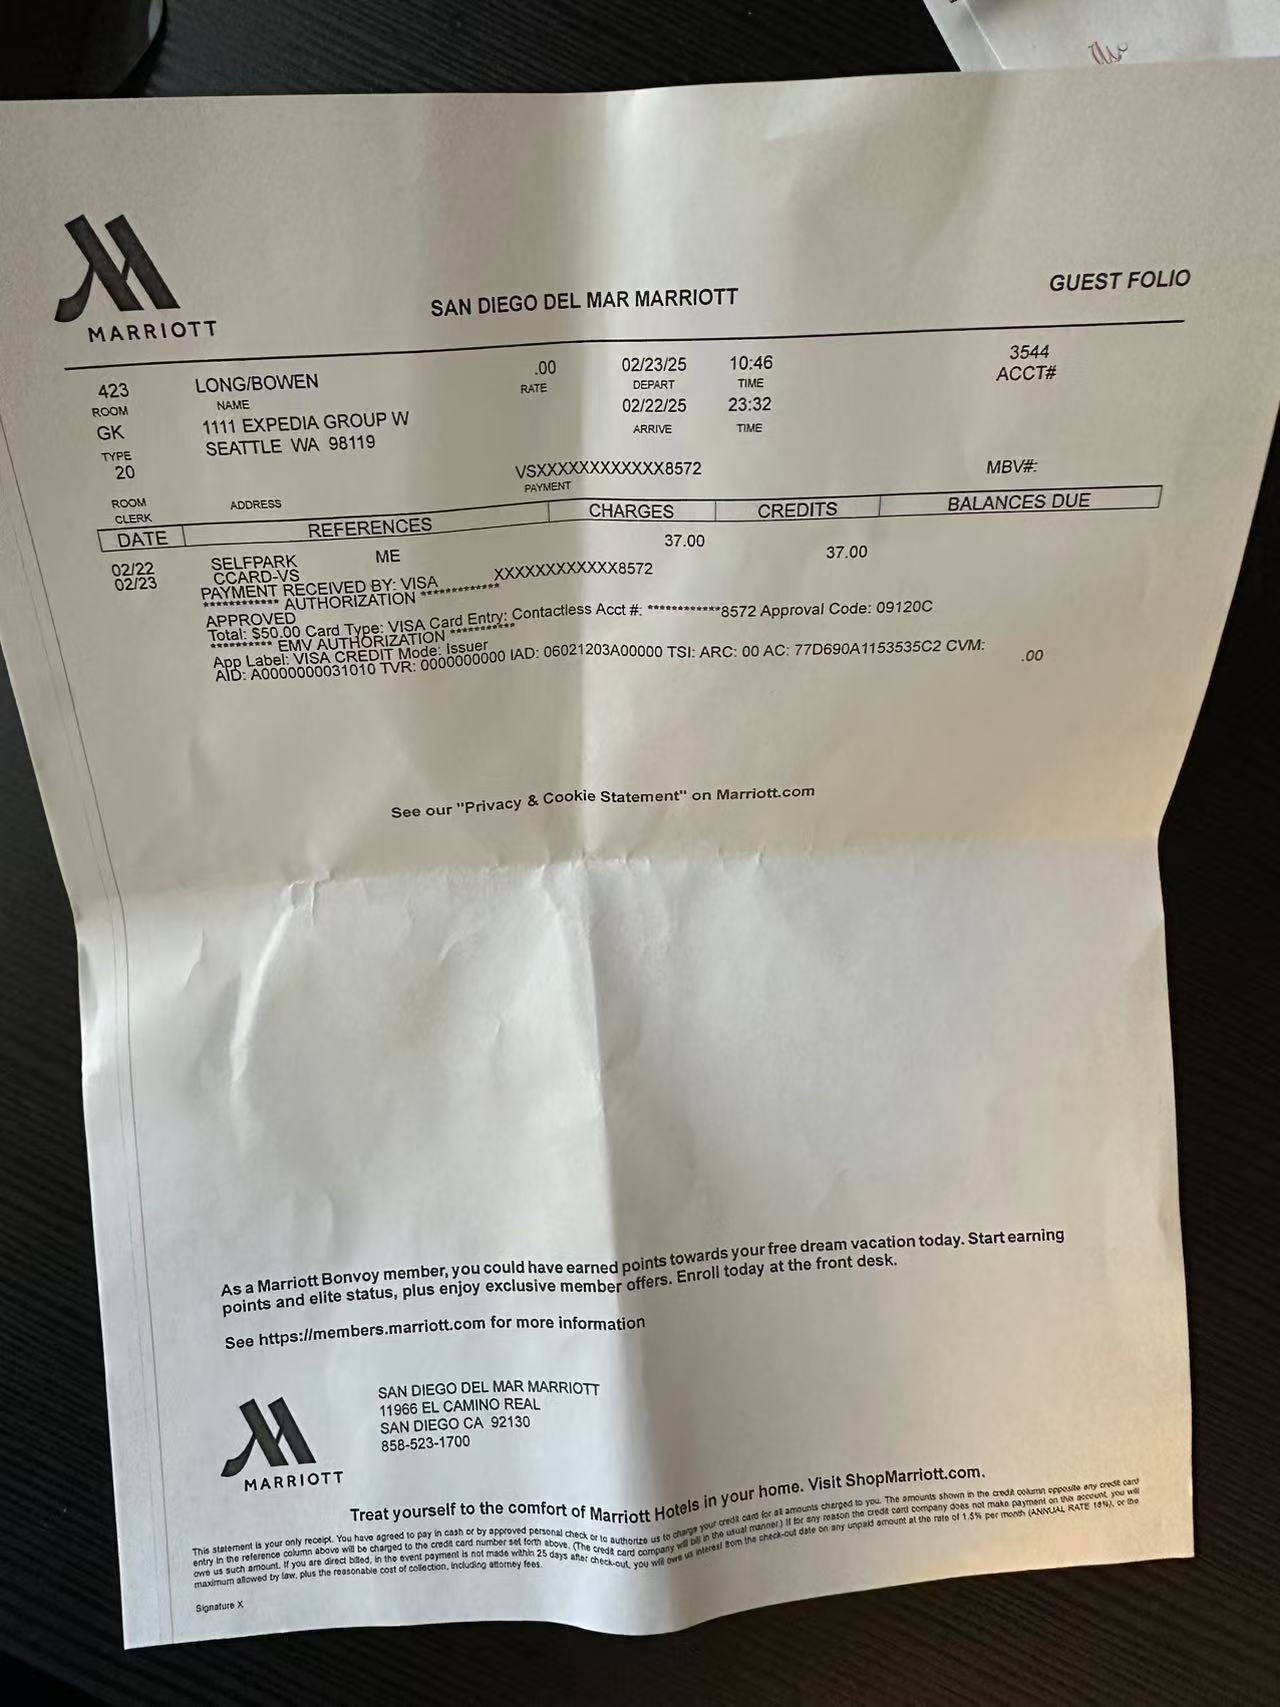 MARRIOTT
SAN DIEGO DEL MAR MARRIOTT
GUEST FOLIO
423 LONG/BOWEN .00 02/23/25 10:46 3544
ROOM NAME RATE DEPART TIME ACCT#
GK 1111 EXPEDIA GROUP W 02/22/25 23:32
TYPE SEATTLE WA 98119 ARRIVE TIME
20 VSXXXXXXXXXXXX8572 MBV#:
ROOM ADDRESS PAYMENT
CLERK
DATE REFERENCES CHARGES CREDITS BALANCES DUE
02/22 SELFPARK ME 37.00
02/23 CCARD-VS 37.00
PAYMENT RECEIVED BY: VISA XXXXXXXXXXXX8572
*********** AUTHORIZATION ************
APPROVED
Total: $50.00 Card Type: VISA Card Entry: Contactless Acct #: ************8572 Approval Code: 09120C
********** EMV AUTHORIZATION **********
App Label: VISA CREDIT Mode: Issuer
AID: A0000000031010 TVR: 0000000000 IAD: 06021203A00000 TSI: ARC: 00 AC: 77D690A1153535C2 CVM:
.00
See our "Privacy & Cookie Statement" on Marriott.com
As a Marriott Bonvoy member, you could have earned points towards your free dream vacation today. Start earning
points and elite status, plus enjoy exclusive member offers. Enroll today at the front desk.
See https://members.marriott.com for more information
MARRIOTT
SAN DIEGO DEL MAR MARRIOTT
11966 EL CAMINO REAL
SAN DIEGO CA 92130
858-523-1700
Treat yourself to the comfort of Marriott Hotels in your home. Visit ShopMarriott.com.
This statement is your only receipt. You have agreed to pay in cash or by approved personal check or to authorize us to charge your credit card for all amounts charged to you. The amounts shown in the credit column opposite any credit card
entry in the reference column above will be charged to the credit card number set forth above. (The credit card company will bill in the usual manner.) If for any reason the credit card company does not make payment on this account, you will
owe us such amount. If you are direct billed, in the event payment is not made within 25 days after check-out, you will owe us interest from the check-out date on any unpaid amount at the rate of 1.5% per month (ANNUAL RATE 18%), or the
maximum allowed by law, plus the reasonable cost of collection, including attorney fees.
Signature X